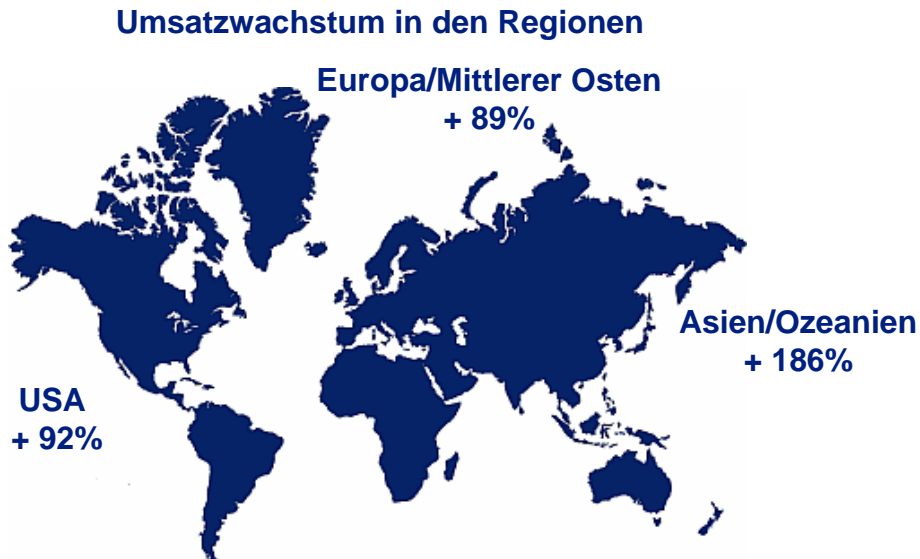 Umsatzwachstum in den Regionen
Europa/Mittlerer Osten
+ 89%
Asien/Ozeanien
+ 186%
USA
+ 92%